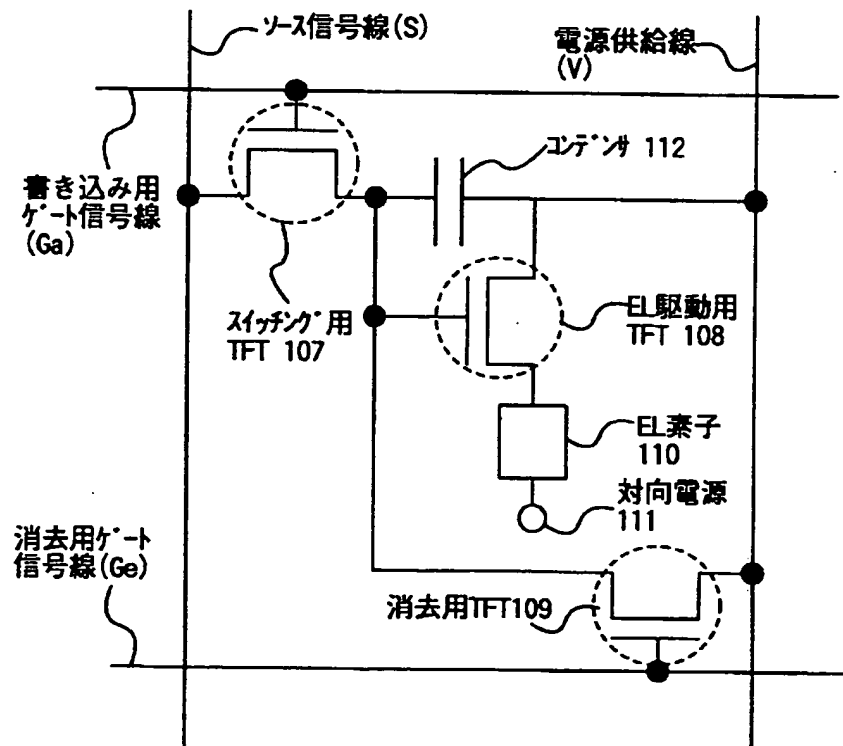 ソース信号線(S)
電源供給線
(V)
コンデンサ 112
書き込み用
ゲート信号線
(Ga)
スイッチング用
TFT 107
EL駆動用
TFT 108
EL素子
110
対向電源
111
消去用ゲート
信号線(Ge)
消去用TFT109